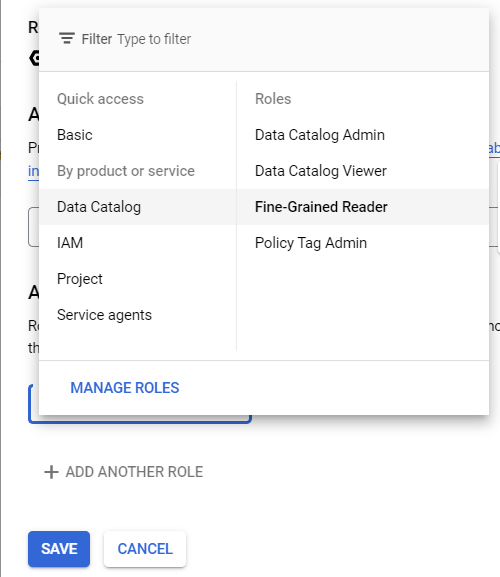 Filter Type to filter
Quick access
Basic
By product or service
Data Catalog
IAM
Project
Service agents
Roles
Data Catalog Admin
Data Catalog Viewer
Fine-Grained Reader
Policy Tag Admin
MANAGE ROLES
ADD ANOTHER ROLE
SAVE
CANCEL